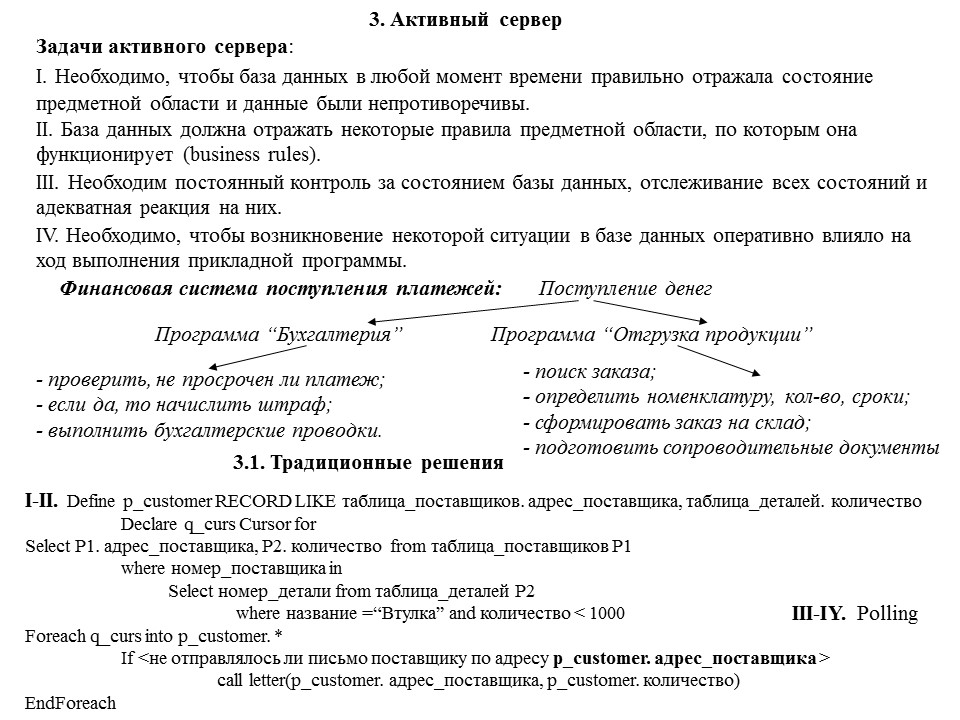 3. Активный сервер
Задачи активного сервера:
I. Необходимо, чтобы база данных в любой момент времени правильно отражала состояние
предметной области и данные были непротиворечивы.
II. База данных должна отражать некоторые правила предметной области, по которым она
функционирует (business rules).
III. Необходим постоянный контроль за состоянием базы данных, отслеживание всех состояний и
адекватная реакция на них.
IV. Необходимо, чтобы возникновение некоторой ситуации в базе данных оперативно влияло на
ход выполнения прикладной программы.
Финансовая система поступления платежей: Поступление денег
Программа “Бухгалтерия” Программа “Отгрузка продукции”
- проверить, не просрочен ли платеж;
- если да, то начислить штраф;
- выполнить бухгалтерские проводки.
- поиск заказа;
- определить номенклатуру, кол-во, сроки;
- сформировать заказ на склад;
- подготовить сопроводительные документы
3.1. Традиционные решения
I-II. Define p_customer RECORD LIKE таблица_поставщиков. адрес_поставщика, таблица_деталей. количество
Declare q_curs Cursor for
Select P1. адрес_поставщика, P2. количество from таблица_поставщиков P1
where номер_поставщика in
Select номер_детали from таблица_деталей P2
where название =“Втулка” and количество < 1000
III-IY. Polling
Foreach q_curs into p_customer. *
If <не отправлялось ли письмо поставщику по адресу p_customer. адрес_поставщика>
call letter(p_customer. адрес_поставщика, p_customer. количество)
EndForeach